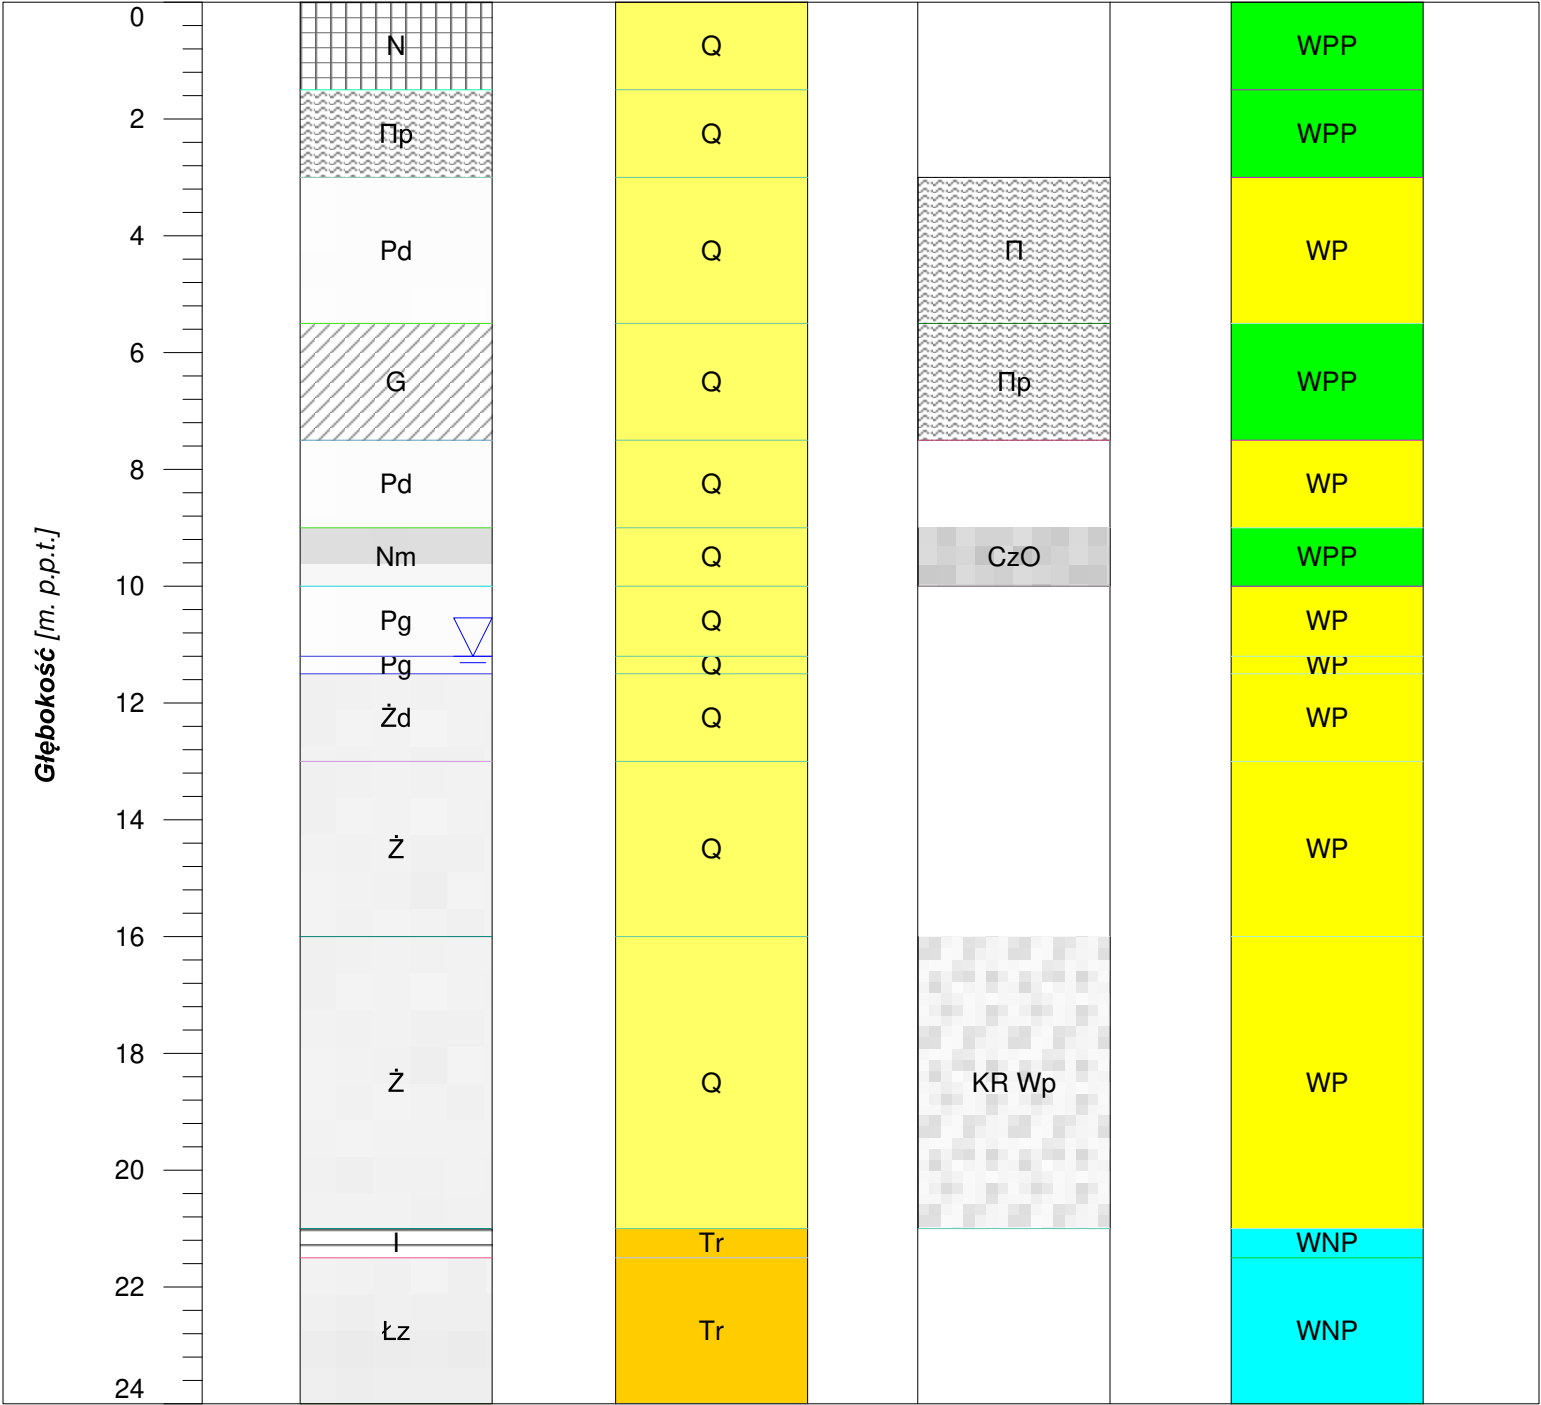 Głębokość [m. p.p.t.]
0
N Q WPP
2
Πp Q WPP
4
Pd Q Π WP
6
G Q Πp WPP
8
Pd Q WP
Nm Q CzO WPP
10
Pg Q WP
Pg Q WP
12
Żd Q WP
14
Ż Q WP
16
18
Ż Q KR Wp WP
20
I Tr WNP
22
Łz Tr WNP
24